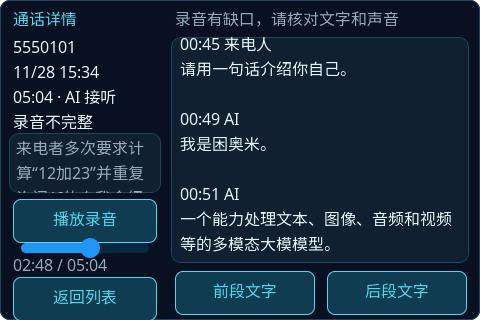 通话详情
5550101
11/28 15:34
05:04 · AI 接听
录音不完整
来电者多次要求计
算“12加23”并重复
播放录音
02:48 / 05:04
返回列表
录音有缺口，请核对文字和声音
00:45 来电人
请用一句话介绍你自己。
00:49 AI
我是困奥米。
00:51 AI
一个能力处理文本、图像、音频和视频
等的多模态大模模型。
前段文字
后段文字